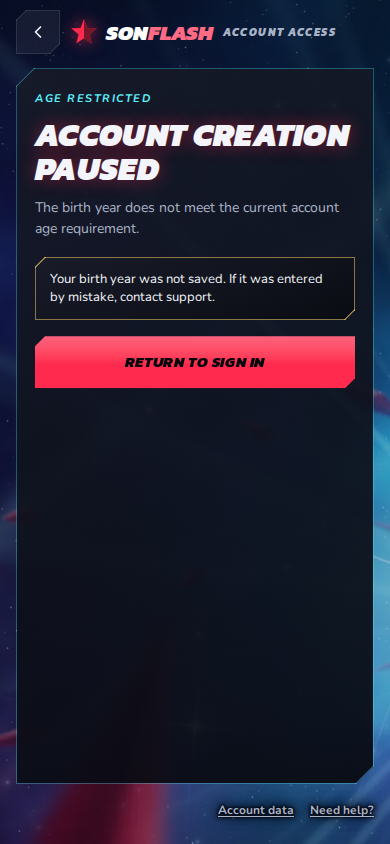 SONFLASH ACCOUNT ACCESS
AGE RESTRICTED
ACCOUNT CREATION
PAUSED
The birth year does not meet the current account
age requirement.
Your birth year was not saved. If it was entered
by mistake, contact support.
RETURN TO SIGN IN
Account data Need help?